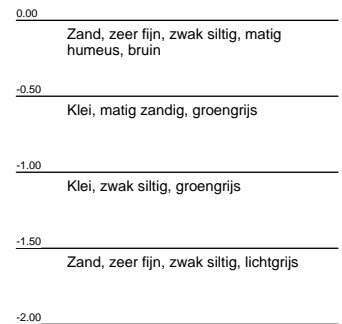 0.00
Zand, zeer fijn, zwak siltig, matig
humeus, bruin
-0.50
Klei, matig zandig, groengrijs
-1.00
Klei, zwak siltig, groengrijs
-1.50
Zand, zeer fijn, zwak siltig, lichtgrijs
-2.00